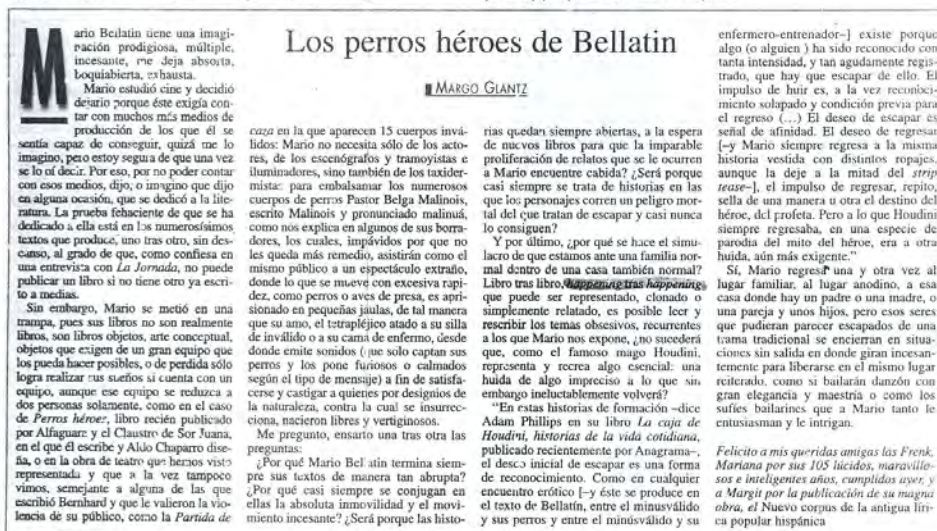 Los perros héroes de Bellatin
MARGO GLANTZ
Mario Bellatin tiene una imagi-
nación prodigiosa, múltiple,
incesante, me deja absorta,
boquiabierta, exhausta.
Mario estudió cine y decidió
dejarlo porque éste exigía con-
tar con muchos más medios de
producción de los que él se
sentía capaz de conseguir, quizá me lo
imagino, pero estoy segura de que una vez
se lo oí decir. Por eso, por no poder contar
con esos medios, dijo, o imagino que dijo
en alguna ocasión, que se dedicó a la lite-
ratura. La prueba fehaciente de que se ha
dedicado a ella está en los numerosísimos
textos que produce, uno tras otro, sin des-
canso, al grado de que, como confiesa en
una entrevista con La Jornada, no puede
publicar un libro si no tiene otro ya escri-
to a medias.
Sin embargo, Mario se metió en una
trampa, pues sus libros no son realmente
libros, son libros objetos, arte conceptual,
objetos que exigen de un gran equipo que
los pueda hacer posibles, o de perdida sólo
logra realizar sus sueños si cuenta con un
equipo, aunque ese equipo se reduzca a
dos personas solamente, como en el caso
de Perros héroes, libro recién publicado
por Alfaguara y el Claustro de Sor Juana,
en el que él escribe y Aldo Chaparro dise-
ña, o en la obra de teatro que hemos visto
representada y que a la vez tampoco
vimos, semejante a alguna de las que
escribió Bernhard y que le valieron la vio-
lencia de su público, como la Partida de
caza en la que aparecen 15 cuerpos invá-
lidos: Mario no necesita sólo de los acto-
res, de los escenógrafos y tramoyistas e
iluminadores, sino también de los taxider-
mistas para embalsamar los numerosos
cuerpos de perros Pastor Belga Malinois,
escrito Malinois y pronunciado malinuá,
como nos explica en algunos de sus borra-
dores, los cuales, impávidos por que no
les queda más remedio, asistirán como el
mismo público a un espectáculo extraño,
donde lo que se mueve con excesiva rapi-
dez, como perros o aves de presa, es apri-
sionado en pequeñas jaulas, de tal manera
que su amo, el tetrapléjico atado a su silla
de inválido o a su cama de enfermo, desde
donde emite sonidos (que solo captan sus
perros y los pone furiosos o calmados
según el tipo de mensaje) a fin de satisfa-
cerse y castigar a quienes por designios de
la naturaleza, contra la cual se insurrec-
ciona, nacieron libres y vertiginosos.
Me pregunto, ensarto una tras otra las
preguntas:
¿Por qué Mario Bellatin termina siem-
pre sus textos de manera tan abrupta?
¿Por qué casi siempre se conjugan en
ellas la absoluta inmovilidad y el movi-
miento incesante? ¿Será porque las histo-
rias quedan siempre abiertas, a la espera
de nuevos libros para que la imparable
proliferación de relatos que se le ocurren
a Mario encuentre cabida? ¿Será porque
casi siempre se trata de historias en las
que los personajes corren un peligro mor-
tal del que tratan de escapar y casi nunca
lo consiguen?
Y por último, ¿por qué se hace el simu-
lacro de que estamos ante una familia nor-
mal dentro de una casa también normal?
Libro tras libro, happening tras happening,
que puede ser representado, clonado o
simplemente relatado, es posible leer y
rescribir los temas obsesivos, recurrentes
a los que Mario nos expone, ¿no sucederá
que, como el famoso mago Houdini,
representa y recrea algo esencial: una
huida de algo impreciso a lo que sin
embargo ineluctablemente volverá?
"En estas historias de formación –dice
Adam Phillips en su libro La caja de
Houdini, historias de la vida cotidiana,
publicado recientemente por Anagrama–,
el deseo inicial de escapar es una forma
de reconocimiento. Como en cualquier
encuentro erótico [–y éste se produce en
el texto de Bellatín, entre el minusválido
y sus perros y entre el minusválido y su
enfermero-entrenador–] existe porque
algo (o alguien ) ha sido reconocido con
tanta intensidad, y tan agudamente regis-
trado, que hay que escapar de ello. El
impulso de huir es, a la vez reconoci-
miento solapado y condición previa para
el regreso (...) El deseo de escapar es
señal de afinidad. El deseo de regresar
[–y Mario siempre regresa a la misma
historia vestida con distintos ropajes,
aunque la deje a la mitad del strip
tease–], el impulso de regresar, repito,
sella de una manera u otra el destino del
héroe, del profeta. Pero a lo que Houdini
siempre regresaba, en una especie de
parodia del mito del héroe, era a otra
huida, aún más exigente."
Sí, Mario regresa una y otra vez al
lugar familiar, al lugar anodino, a esa
casa donde hay un padre o una madre, o
una pareja y unos hijos, pero esos seres
que pudieran parecer escapados de una
trama tradicional se encierran en situa-
ciones sin salida en donde giran incesan-
temente para liberarse en el mismo lugar
reiterado, como si bailarán danzón con
gran elegancia y maestría o como los
sufíes bailarines que a Mario tanto le
entusiasman y le intrigan.
Felicito a mis queridas amigas las Frenk,
Mariana por sus 105 lúcidos, maravillo-
sos e inteligentes años, cumplidos ayer, y
a Margit por la publicación de su magna
obra, el Nuevo corpus de la antigua líri-
ca popular hispánica.